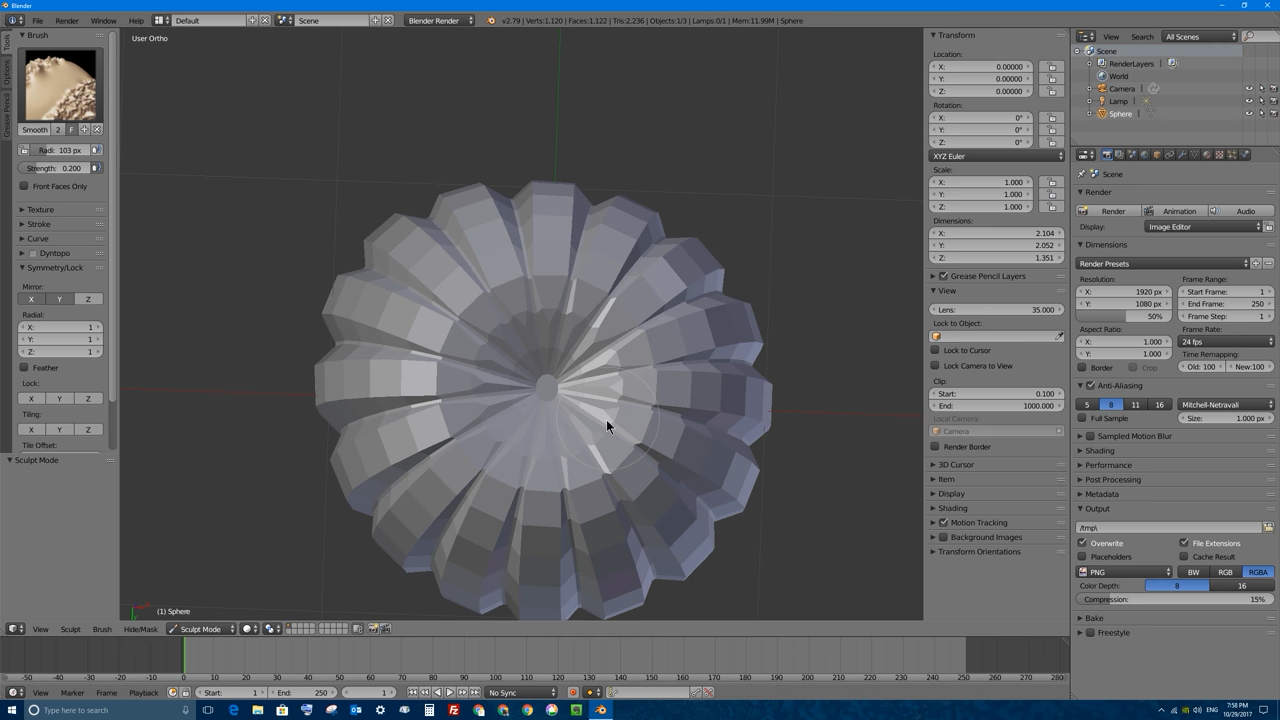 Blender
File Render Window Help Default Scene Blender Render v2.79 | Verts:1,120 | Faces:1,122 | Tris:2,236 | Objects:1/3 | Lamps:0/1 | Mem:11.99M | Sphere
Tools
Options
Grease Pencil
Brush
Smooth 2 F
Radi: 103 px
Strength: 0.200
Front Faces Only
Texture
Stroke
Curve
Dyntopo
Symmetry/Lock
Mirror:
X Y Z
Radial:
X: 1
Y: 1
Z: 1
Feather
Lock:
X Y Z
Tiling:
X Y Z
Tile Offset:
Sculpt Mode
User Ortho
(1) Sphere
Transform
Location:
X: 0.00000
Y: 0.00000
Z: 0.00000
Rotation:
X: 0°
Y: 0°
Z: 0°
XYZ Euler
Scale:
X: 1.000
Y: 1.000
Z: 1.000
Dimensions:
X: 2.104
Y: 2.052
Z: 1.351
Grease Pencil Layers
View
Lens: 35.000
Lock to Object:
Lock to Cursor
Lock Camera to View
Clip:
Start: 0.100
End: 1000.000
Local Camera:
Camera
Render Border
3D Cursor
Item
Display
Shading
Motion Tracking
Background Images
Transform Orientations
View Search All Scenes
Scene
RenderLayers
World
Camera
Lamp
Sphere
Scene
Render
Render Animation Audio
Display: Image Editor
Dimensions
Render Presets
Resolution: Frame Range:
X: 1920 px Start Frame: 1
Y: 1080 px End Frame: 250
50% Frame Step: 1
Aspect Ratio: Frame Rate:
X: 1.000 24 fps
Y: 1.000 Time Remapping:
Border Crop Old: 100 New:100
Anti-Aliasing
5 8 11 16 Mitchell-Netravali
Full Sample Size: 1.000 px
Sampled Motion Blur
Shading
Performance
Post Processing
Metadata
Output
/tmp\
Overwrite File Extensions
Placeholders Cache Result
PNG BW RGB RGBA
Color Depth: 8 16
Compression: 15%
Bake
Freestyle
View Sculpt Brush Hide/Mask Sculpt Mode
-50 -40 -30 -20 -10 0 10 20 30 40 50 60 70 80 90 100 110 120 130 140 150 160 170 180 190 200 210 220 230 240 250 260 270 280
View Marker Frame Playback Start: 1 End: 250 1 No Sync
Type here to search
ENG 7:58 PM
10/29/2017